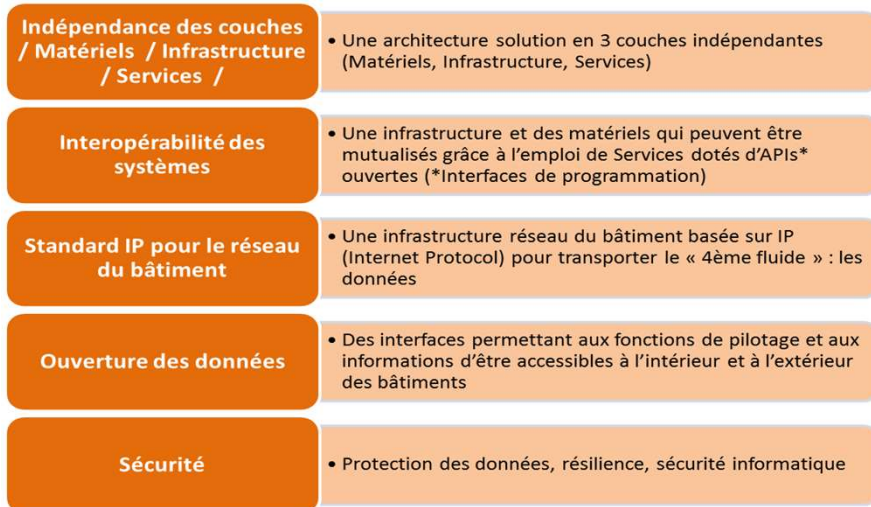 Indépendance des couches
/ Matériels / Infrastructure
/ Services /
• Une architecture solution en 3 couches indépendantes
(Matériels, Infrastructure, Services)
Interopérabilité des
systèmes
• Une infrastructure et des matériels qui peuvent être
mutualisés grâce à l’emploi de Services dotés d’APIs*
ouvertes (*Interfaces de programmation)
Standard IP pour le réseau
du bâtiment
• Une infrastructure réseau du bâtiment basée sur IP
(Internet Protocol) pour transporter le « 4ème fluide » : les
données
Ouverture des données
• Des interfaces permettant aux fonctions de pilotage et aux
informations d’être accessibles à l’intérieur et à l’extérieur
des bâtiments
Sécurité
• Protection des données, résilience, sécurité informatique